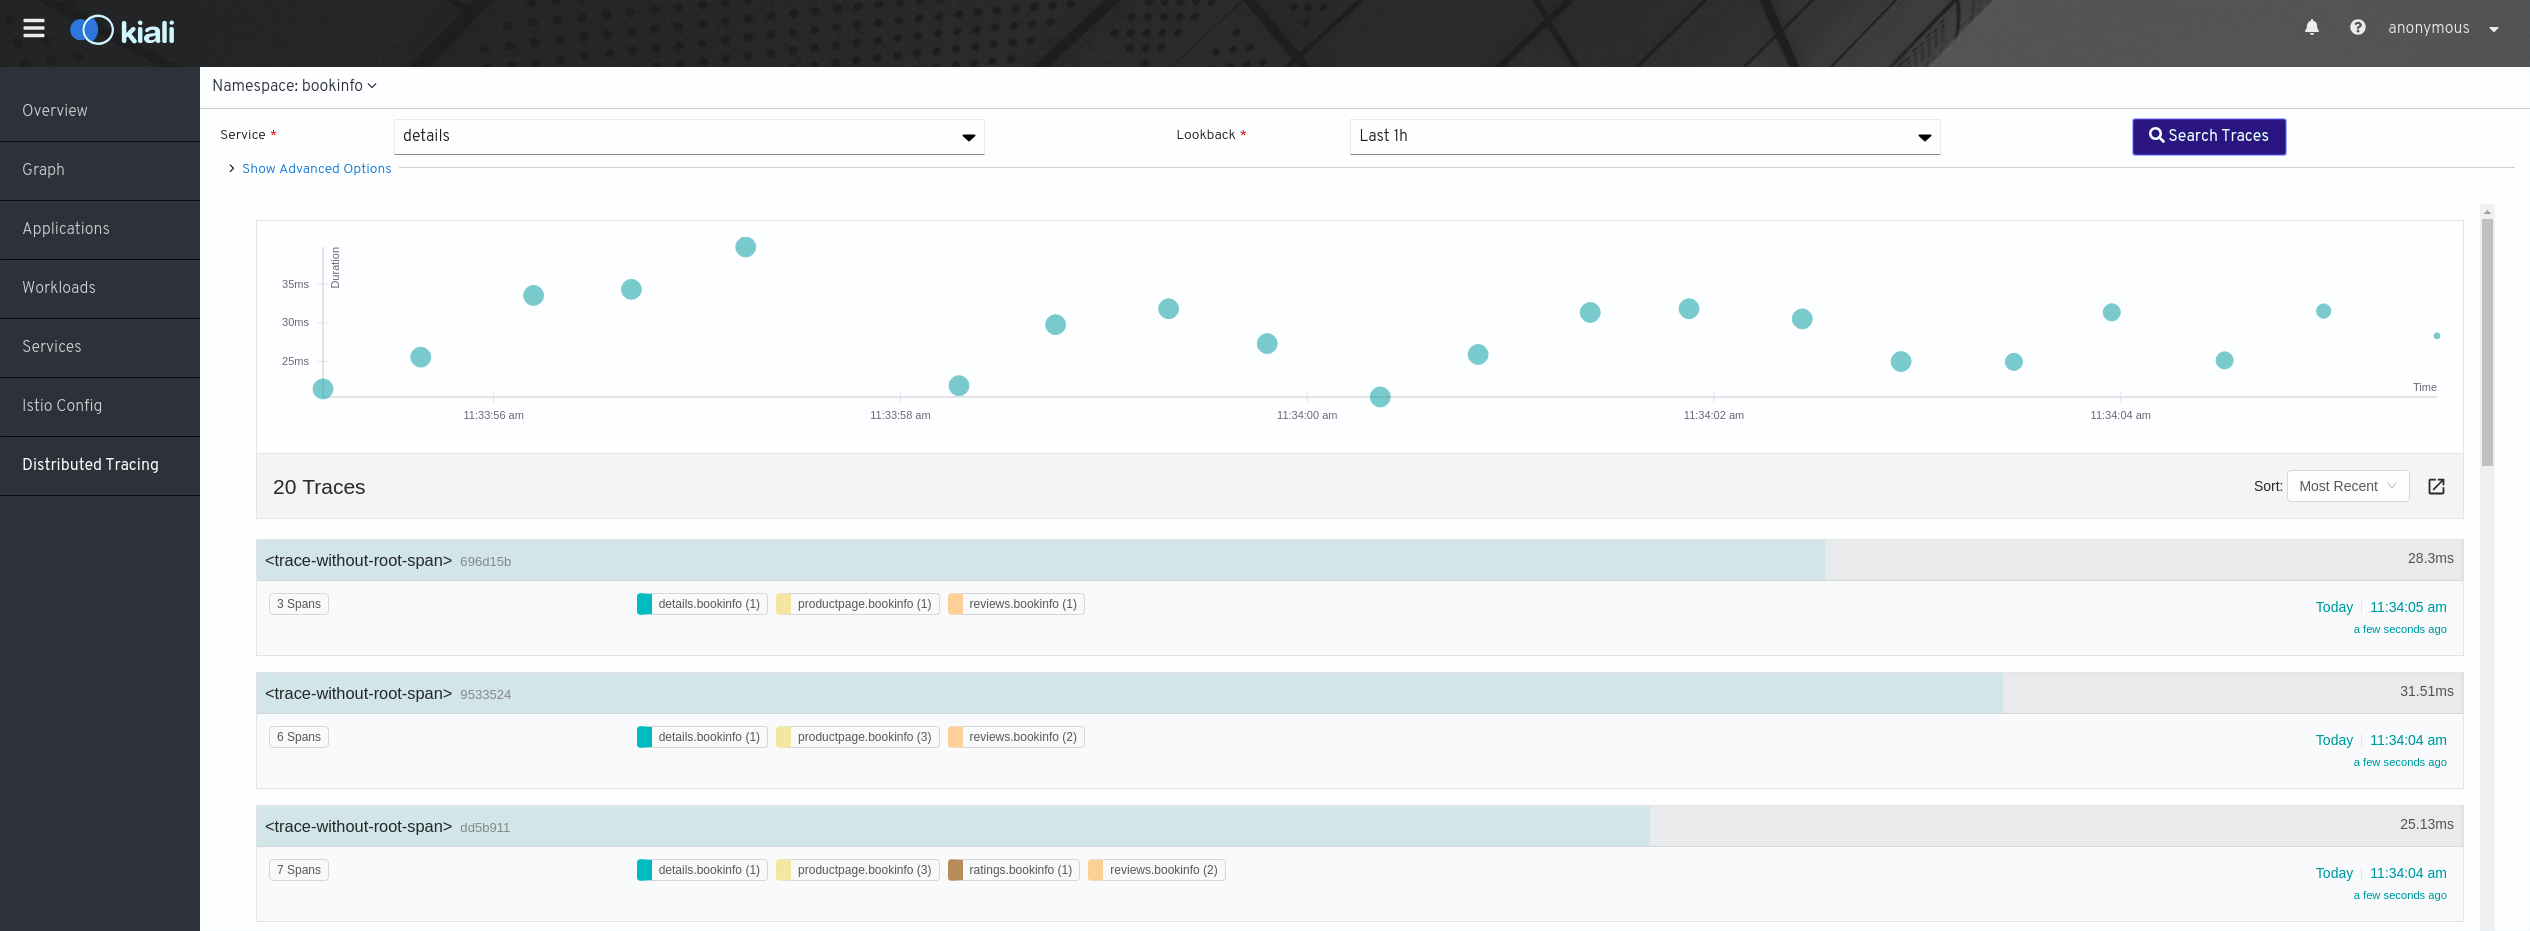 kiali
anonymous
Namespace: bookinfo
Overview
Graph
Applications
Workloads
Services
Istio Config
Distributed Tracing
Service * details Lookback * Last 1h Search Traces
Show Advanced Options
Duration
35ms
30ms
25ms
Time
11:33:56 am 11:33:58 am 11:34:00 am 11:34:02 am 11:34:04 am
20 Traces Sort: Most Recent
<trace-without-root-span> 696d15b 28.3ms
3 Spans details.bookinfo (1) productpage.bookinfo (1) reviews.bookinfo (1) Today 11:34:05 am
a few seconds ago
<trace-without-root-span> 9533524 31.51ms
6 Spans details.bookinfo (1) productpage.bookinfo (3) reviews.bookinfo (2) Today 11:34:04 am
a few seconds ago
<trace-without-root-span> dd5b911 25.13ms
7 Spans details.bookinfo (1) productpage.bookinfo (3) ratings.bookinfo (1) reviews.bookinfo (2) Today 11:34:04 am
a few seconds ago